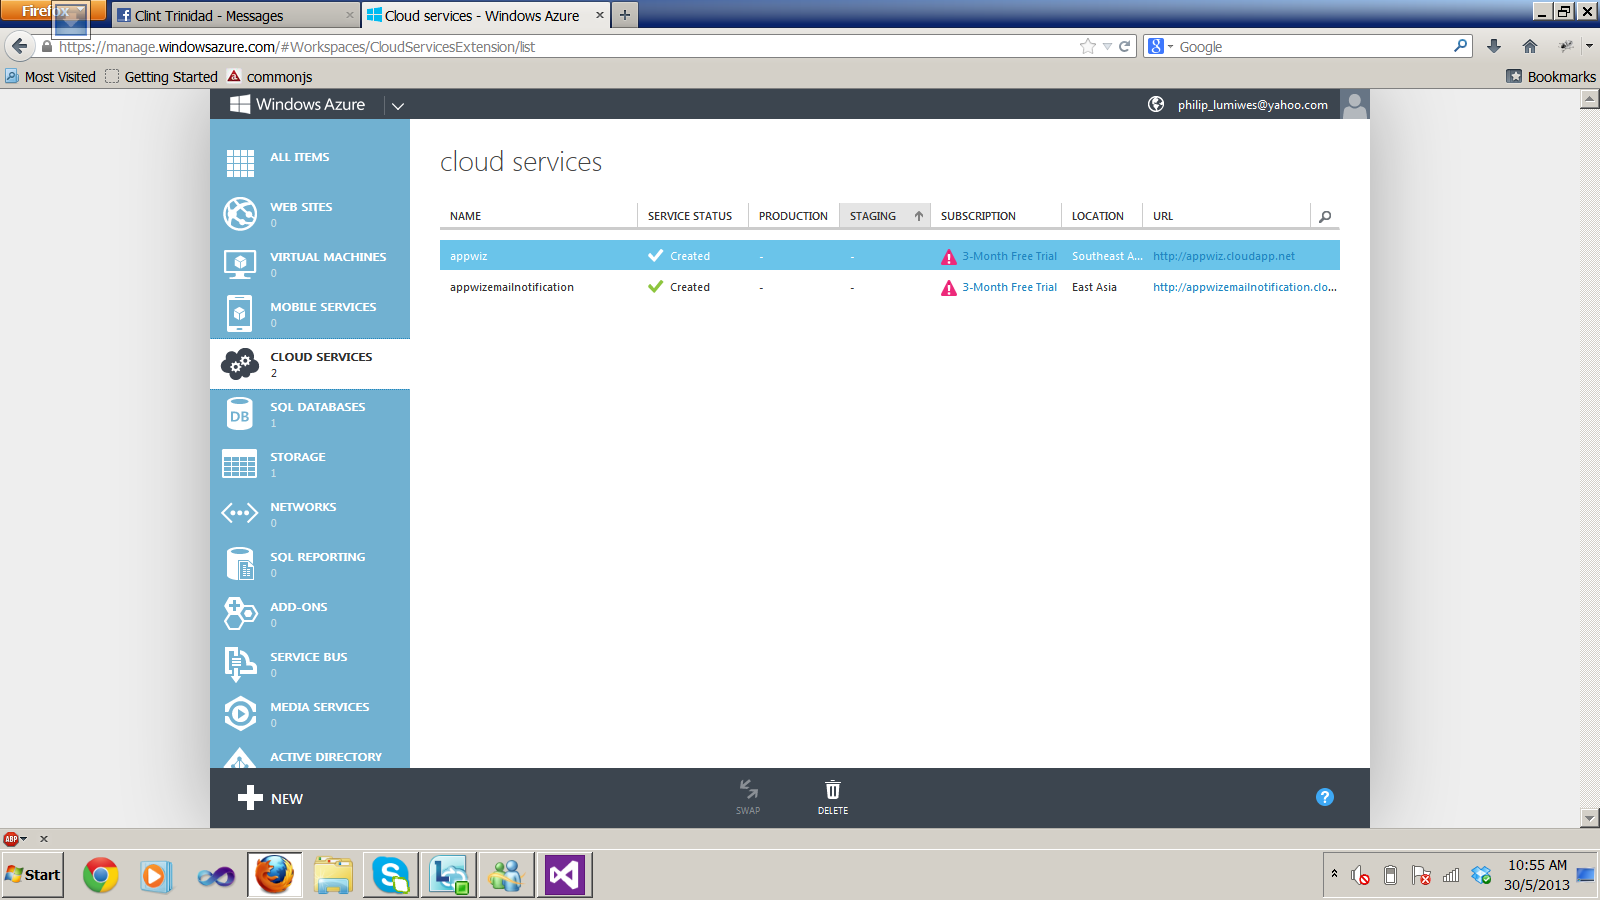 Firefox
Clint Trinidad - Messages
Cloud services - Windows Azure
https://manage.windowsazure.com/#Workspaces/CloudServicesExtension/list
Google
Most Visited
Getting Started
commonjs
Bookmarks
Windows Azure
philip_lumiwes@yahoo.com
ALL ITEMS
WEB SITES
0
VIRTUAL MACHINES
0
MOBILE SERVICES
0
CLOUD SERVICES
2
SQL DATABASES
1
STORAGE
1
NETWORKS
0
SQL REPORTING
0
ADD-ONS
0
SERVICE BUS
0
MEDIA SERVICES
0
ACTIVE DIRECTORY
DB
cloud services
NAME SERVICE STATUS PRODUCTION STAGING SUBSCRIPTION LOCATION URL
appwiz Created - - 3-Month Free Trial Southeast A... http://appwiz.cloudapp.net
appwizemailnotification Created - - 3-Month Free Trial East Asia http://appwizemailnotification.clo...
NEW
SWAP
DELETE
?
ABP
Start
10:55 AM
30/5/2013